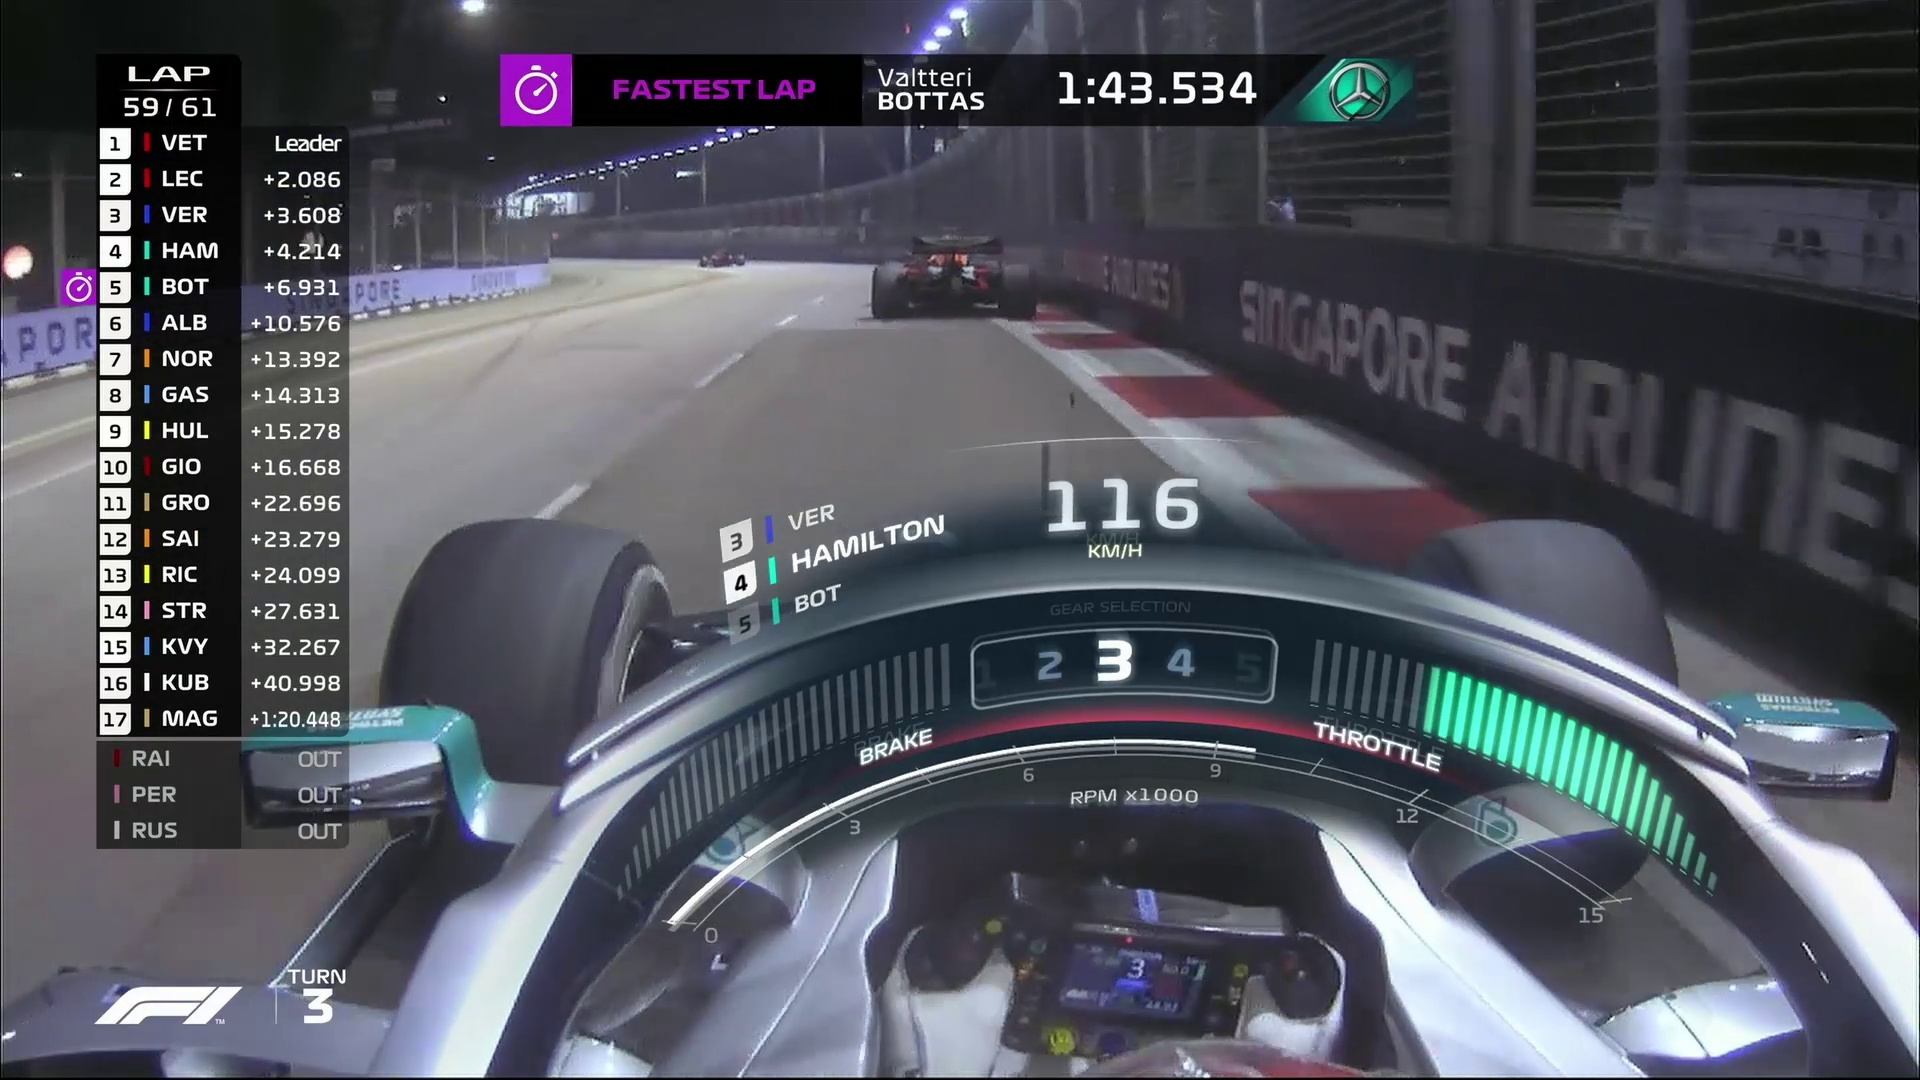 LAP
59 / 61
1 VET Leader
2 LEC +2.086
3 VER +3.608
4 HAM +4.214
5 BOT +6.931
6 ALB +10.576
7 NOR +13.392
8 GAS +14.313
9 HUL +15.278
10 GIO +16.668
11 GRO +22.696
12 SAI +23.279
13 RIC +24.099
14 STR +27.631
15 KVY +32.267
16 KUB +40.998
17 MAG +1:20.448
RAI OUT
PER OUT
RUS OUT
FASTEST LAP Valtteri BOTTAS 1:43.534
SINGAPORE AIRLINES
3 VER
4 HAMILTON
5 BOT
116
KM/H
GEAR SELECTION
1 2 3 4 5
BRAKE THROTTLE
RPM x1000
0 3 6 9 12 15
3
F1 TURN
3